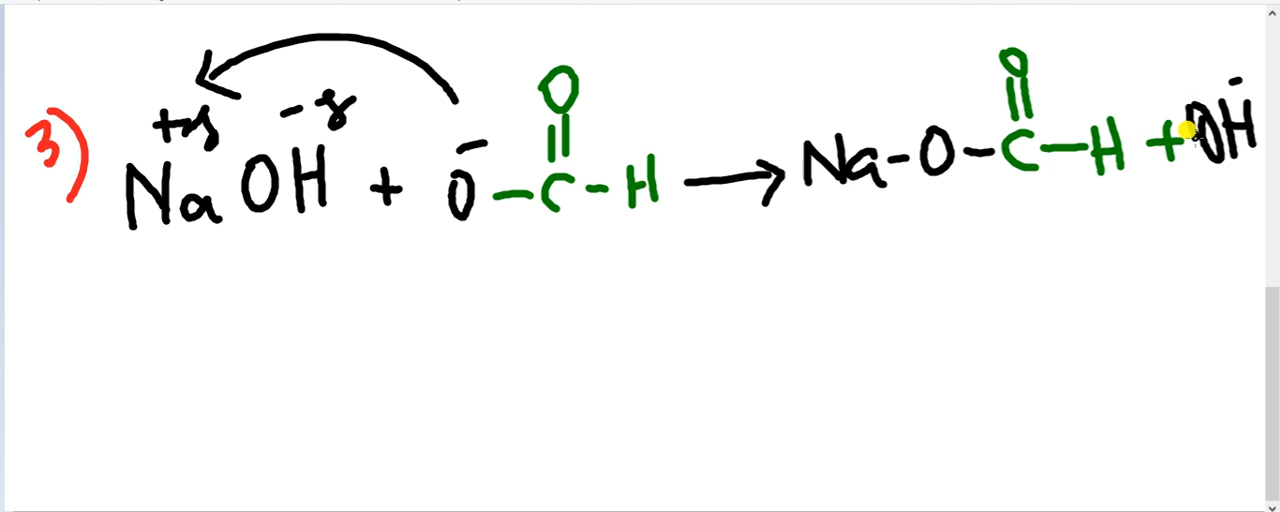 O O
+δ -δ - -
3) NaOH + O-C-H → Na-O-C-H + OH